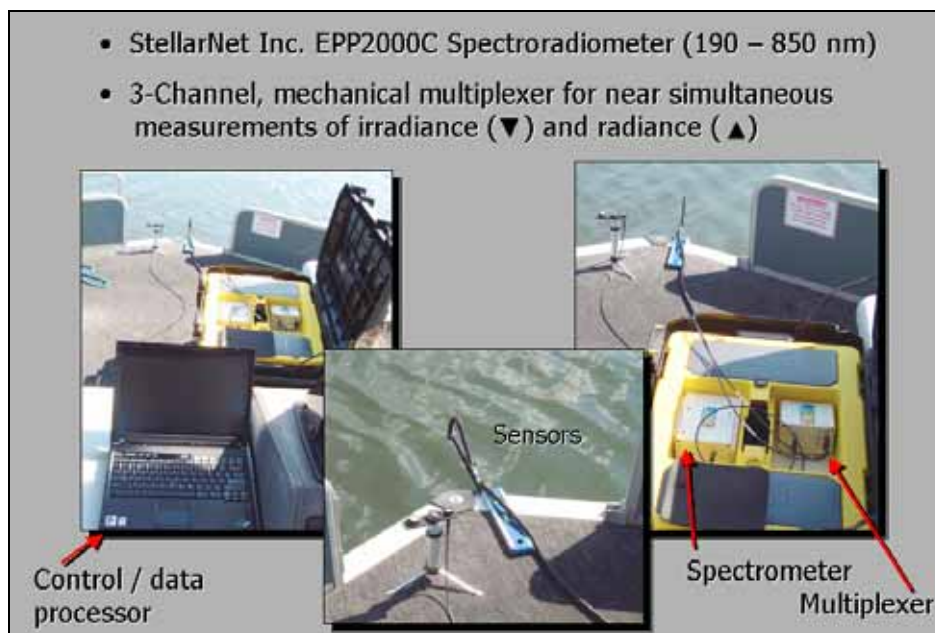 • StellarNet Inc. EPP2000C Spectroradiometer (190 – 850 nm)
• 3-Channel, mechanical multiplexer for near simultaneous
measurements of irradiance (▼) and radiance (▲)
Sensors
Control / data
processor
Spectrometer
Multiplexer